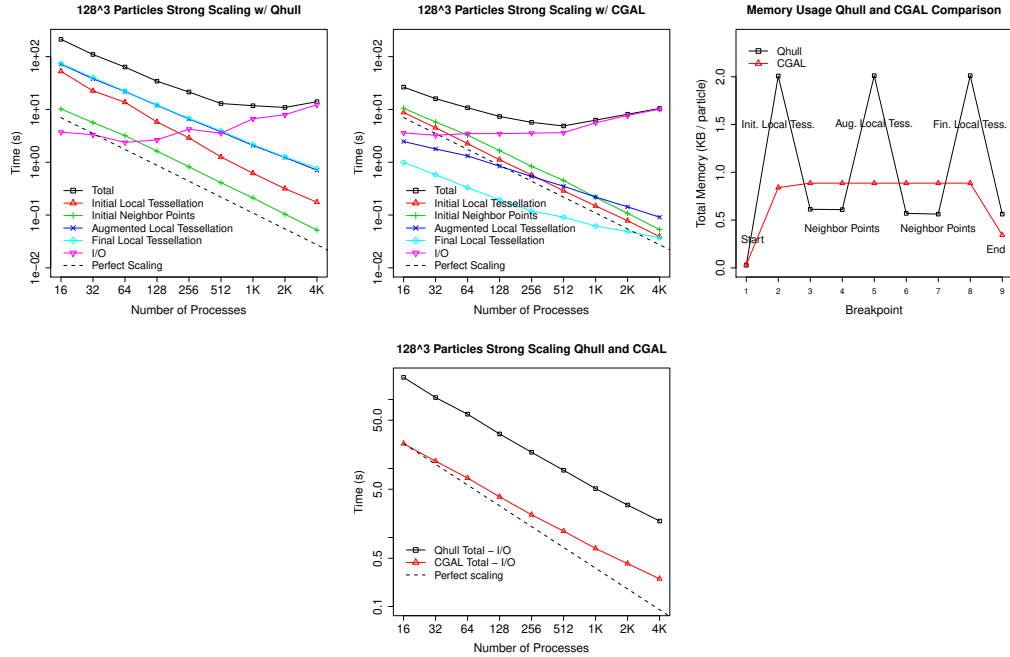 128^3 Particles Strong Scaling w/ Qhull
Time (s)
1e+02
1e+01
1e+00
1e-01
1e-02
Total
Initial Local Tessellation
Initial Neighbor Points
Augmented Local Tessellation
Final Local Tessellation
I/O
Perfect Scaling
16 32 64 128 256 512 1K 2K 4K
Number of Processes
128^3 Particles Strong Scaling w/ CGAL
Time (s)
1e+02
1e+01
1e+00
1e-01
1e-02
Total
Initial Local Tessellation
Initial Neighbor Points
Augmented Local Tessellation
Final Local Tessellation
I/O
Perfect Scaling
16 32 64 128 256 512 1K 2K 4K
Number of Processes
Memory Usage Qhull and CGAL Comparison
Total Memory (KB / particle)
2.0
1.5
1.0
0.5
0.0
Qhull
CGAL
Init. Local Tess.
Aug. Local Tess.
Fin. Local Tess.
Neighbor Points
Neighbor Points
Start
End
1 2 3 4 5 6 7 8 9
Breakpoint
128^3 Particles Strong Scaling Qhull and CGAL
Time (s)
50.0
5.0
0.5
0.1
Qhull Total − I/O
CGAL Total − I/O
Perfect scaling
16 32 64 128 256 512 1K 2K 4K
Number of Processes